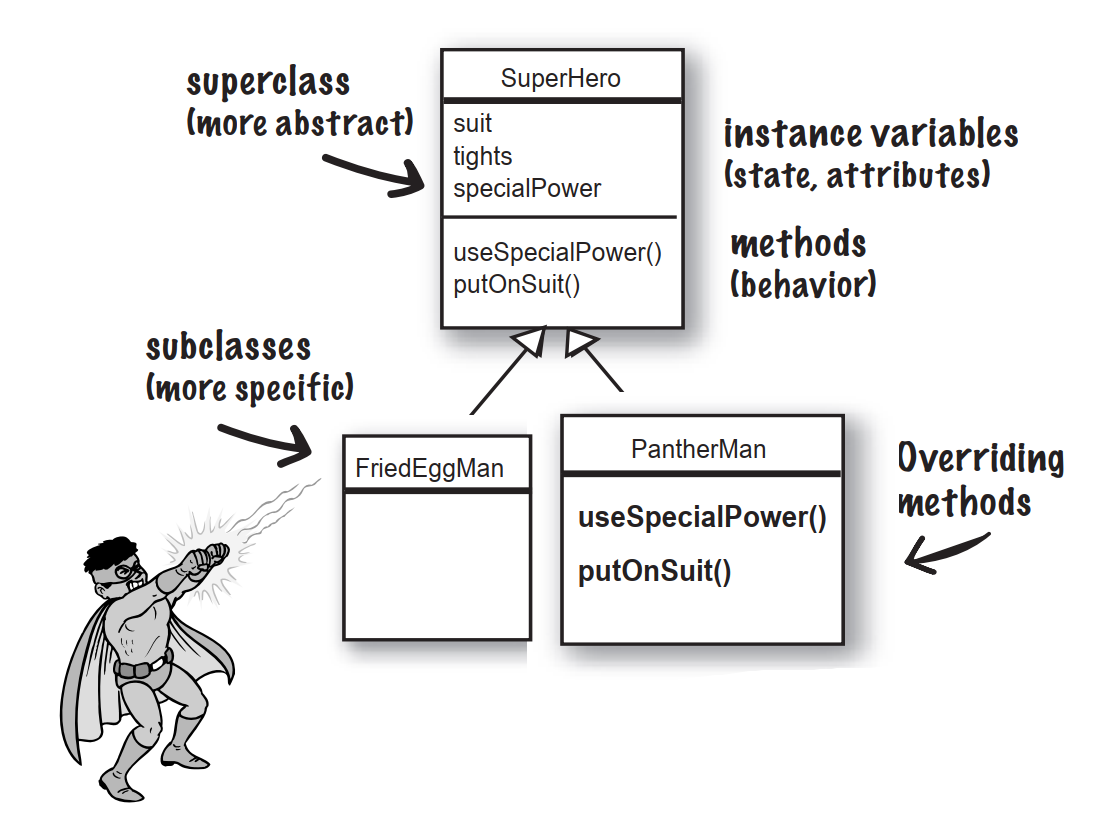 superclass
(more abstract)
SuperHero
suit
tights
specialPower
useSpecialPower()
putOnSuit()
instance variables
(state, attributes)
methods
(behavior)
subclasses
(more specific)
FriedEggMan
PantherMan
useSpecialPower()
putOnSuit()
Overriding
methods